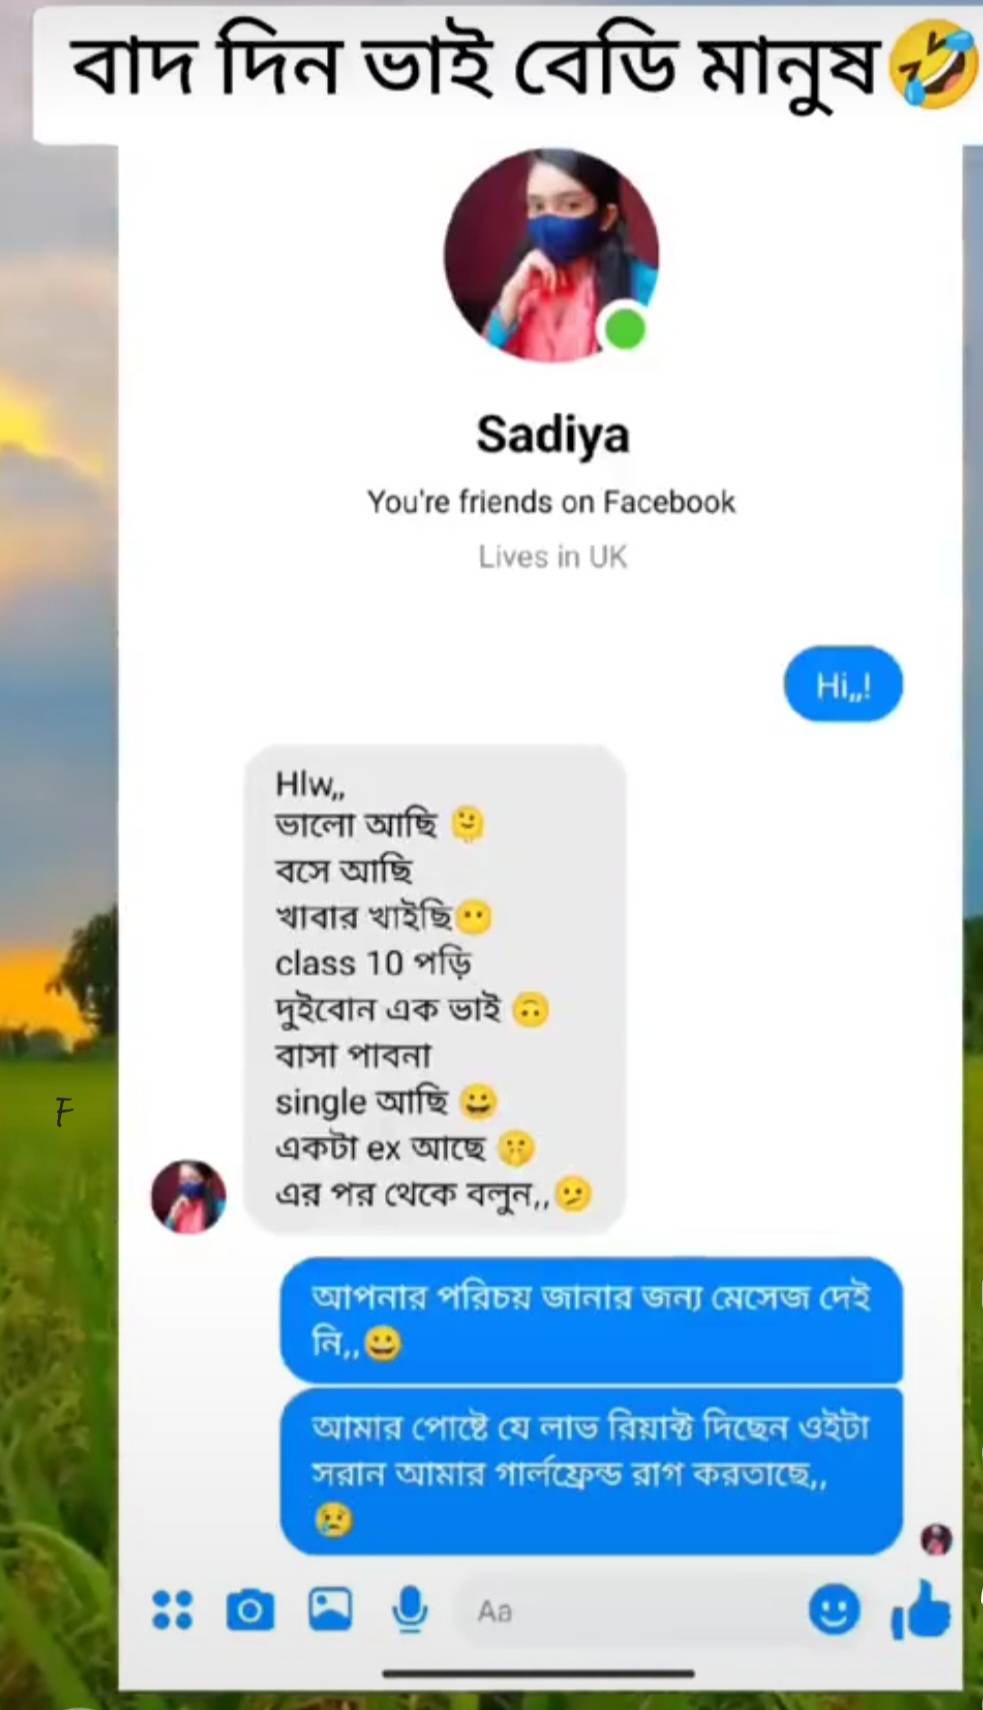 বাদ দিন ভাই বেডি মানুষ🤣
Sadiya
You're friends on Facebook
Lives in UK
Hi,,!
Hlw,,
ভালো আছি 🫠
বসে আছি
খাবার খাইছি😶
class 10 পড়ি
দুইবোন এক ভাই 🙃
বাসা পাবনা
single আছি 😀
একটা ex আছে 🤫
এর পর থেকে বলুন,,🫤
আপনার পরিচয় জানার জন্য মেসেজ দেই
নি,,😀
আমার পোষ্টে যে লাভ রিয়াক্ট দিছেন ওইটা
সরান আমার গার্লফ্রেন্ড রাগ করতাছে,,
😢
Aa
F